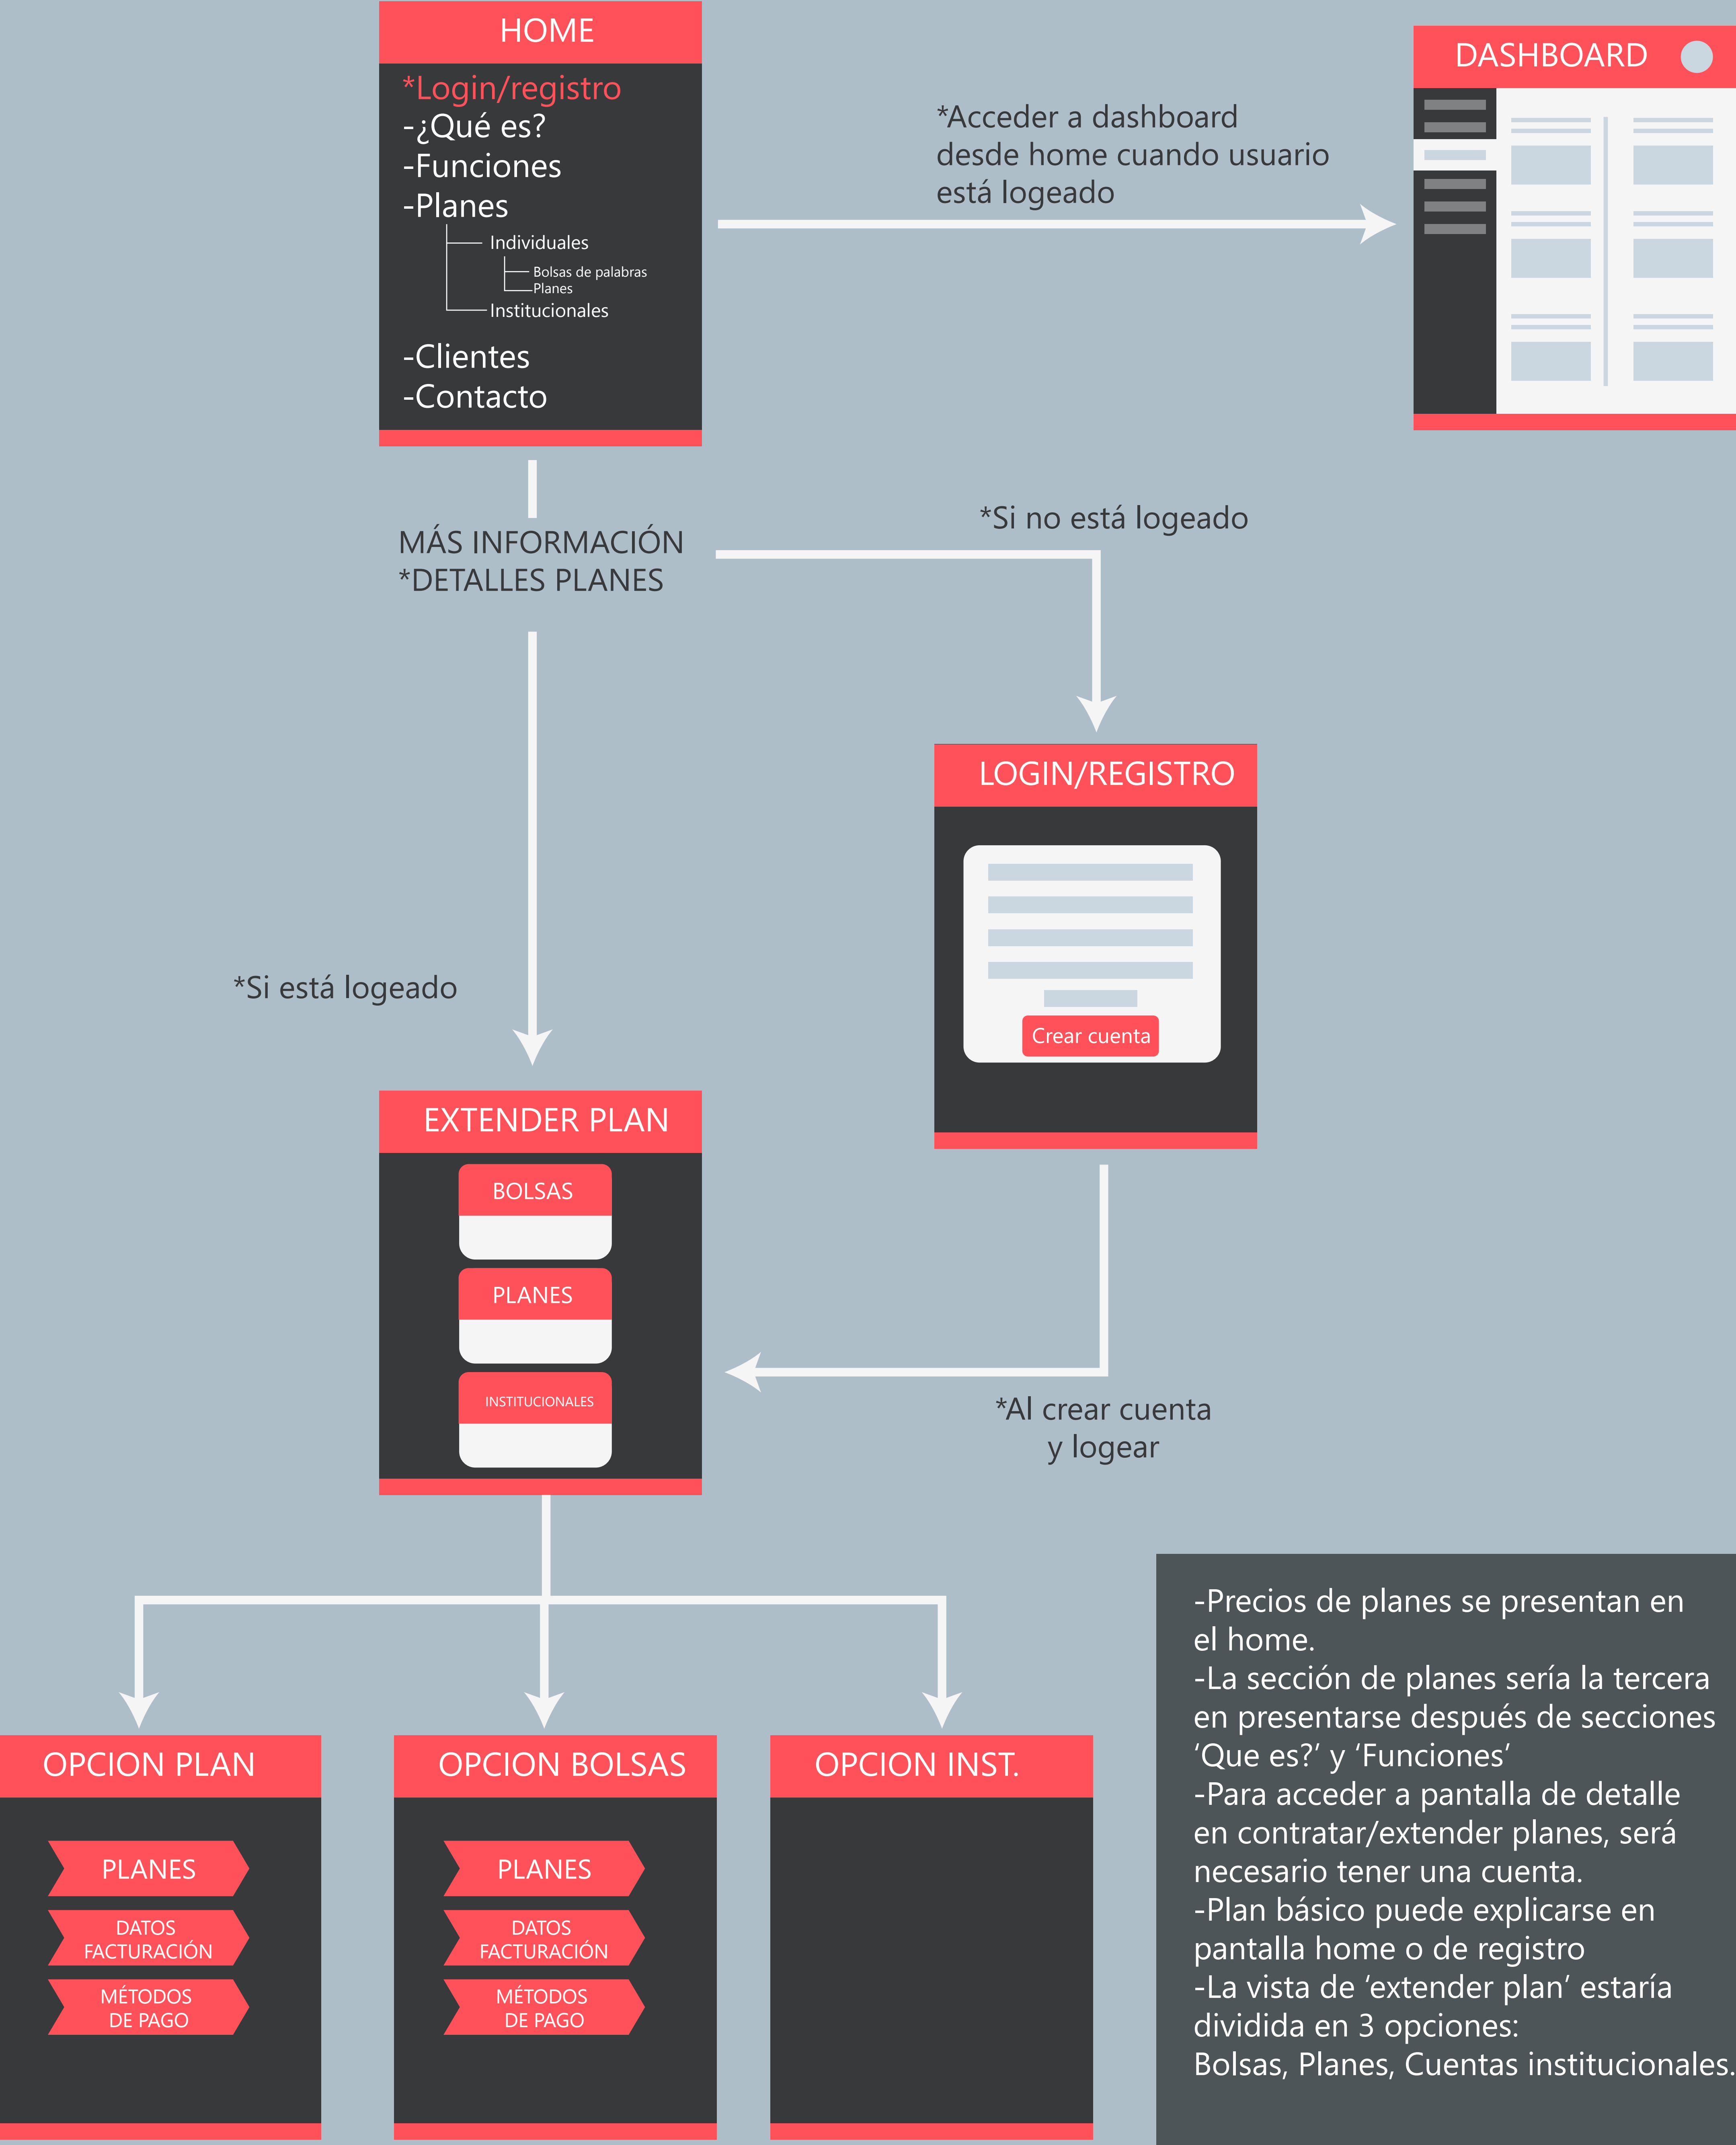 HOME
*Login/registro
-¿Qué es?
-Funciones
-Planes
Individuales
Bolsas de palabras
Planes
Institucionales
-Clientes
-Contacto
*Acceder a dashboard
desde home cuando usuario
está logeado
DASHBOARD
MÁS INFORMACIÓN
*DETALLES PLANES
*Si no está logeado
LOGIN/REGISTRO
Crear cuenta
*Si está logeado
EXTENDER PLAN
BOLSAS
PLANES
INSTITUCIONALES
*Al crear cuenta
y logear
OPCION PLAN
PLANES
DATOS
FACTURACIÓN
MÉTODOS
DE PAGO
OPCION BOLSAS
PLANES
DATOS
FACTURACIÓN
MÉTODOS
DE PAGO
OPCION INST.
-Precios de planes se presentan en
el home.
-La sección de planes sería la tercera
en presentarse después de secciones
‘Que es?’ y ‘Funciones’
-Para acceder a pantalla de detalle
en contratar/extender planes, será
necesario tener una cuenta.
-Plan básico puede explicarse en
pantalla home o de registro
-La vista de ‘extender plan’ estaría
dividida en 3 opciones:
Bolsas, Planes, Cuentas institucionales.